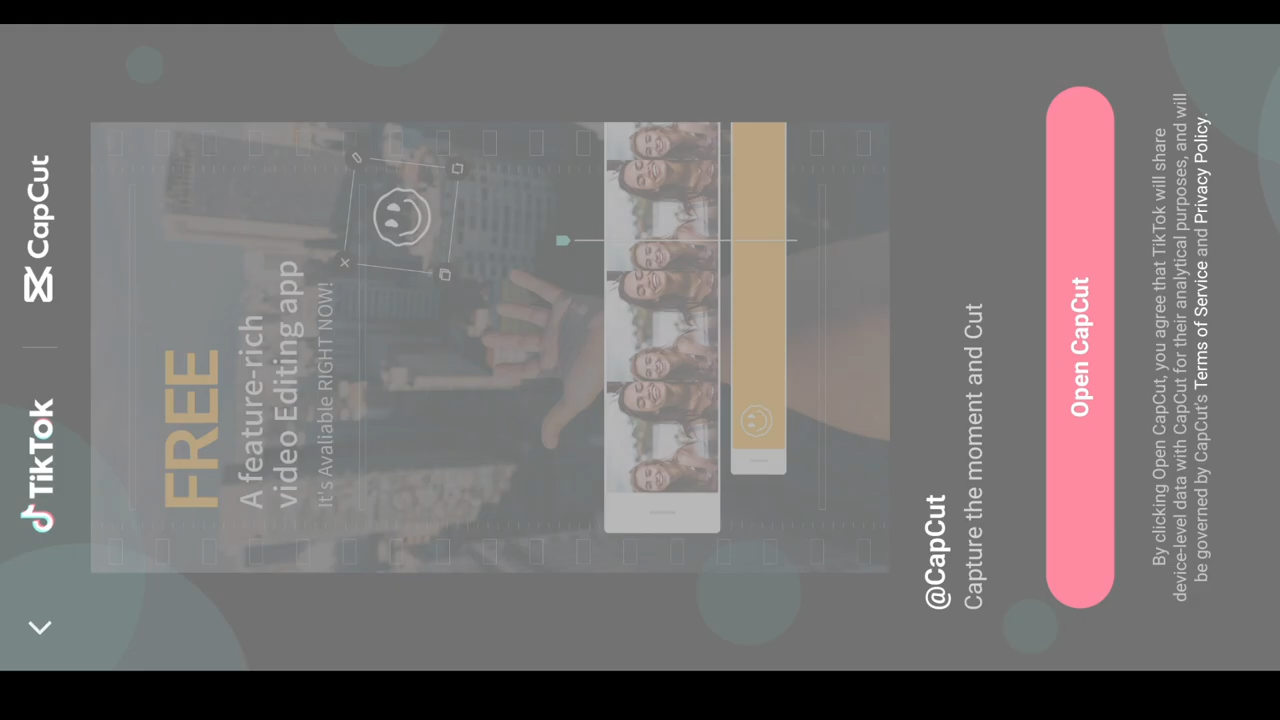 TikTok CapCut
FREE
A feature-rich
video Editing app
It's Avaliable RIGHT NOW!
@CapCut
Capture the moment and Cut
Open CapCut
By clicking Open CapCut, you agree that TikTok will share
device-level data with CapCut for their analytical purposes, and will
be governed by CapCut's Terms of Service and Privacy Policy.